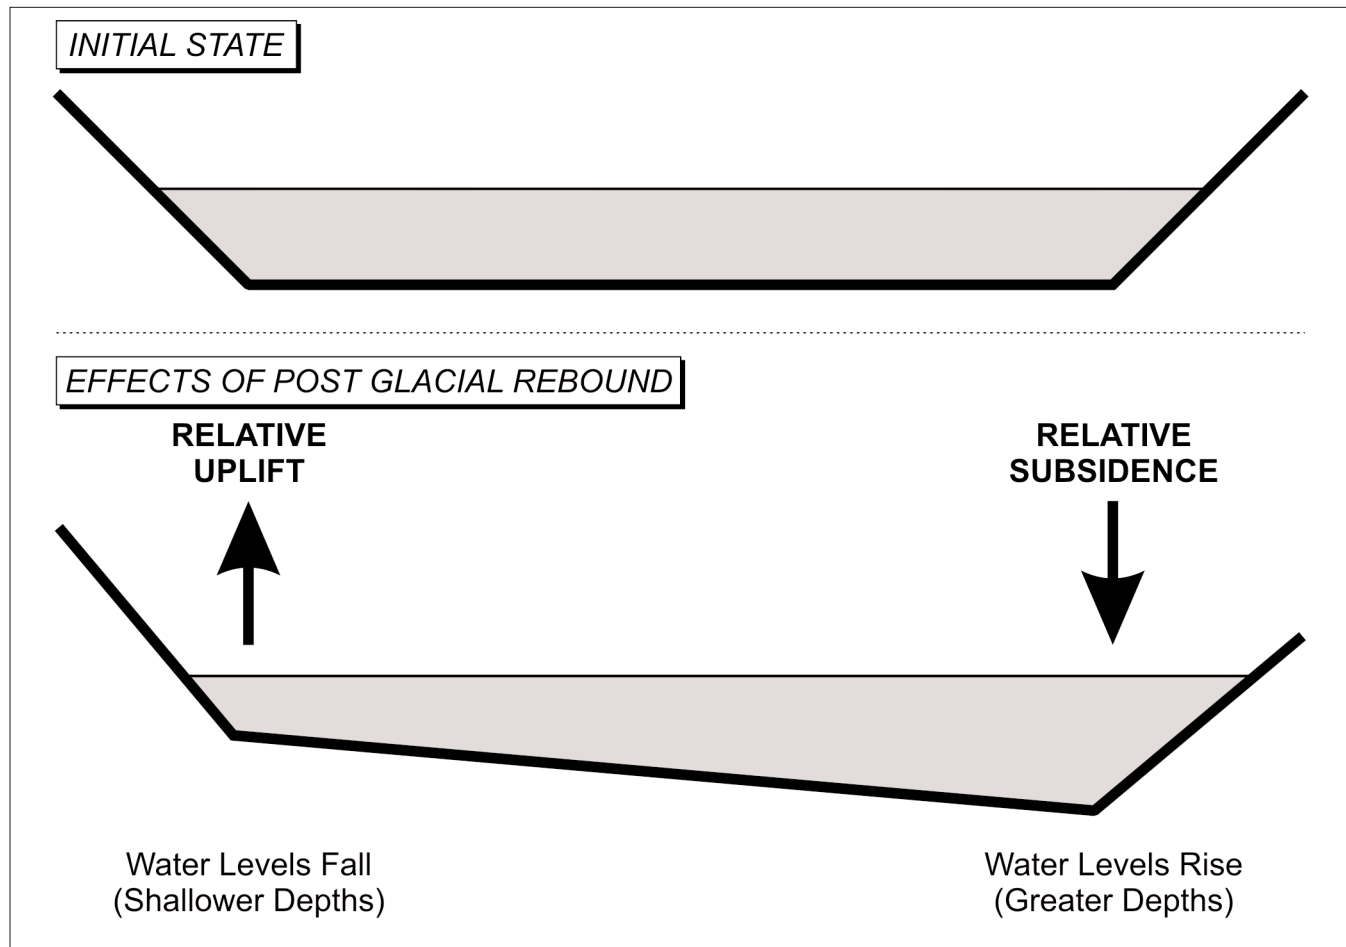 INITIAL STATE
EFFECTS OF POST GLACIAL REBOUND
RELATIVE
UPLIFT
RELATIVE
SUBSIDENCE
Water Levels Fall
(Shallower Depths)
Water Levels Rise
(Greater Depths)